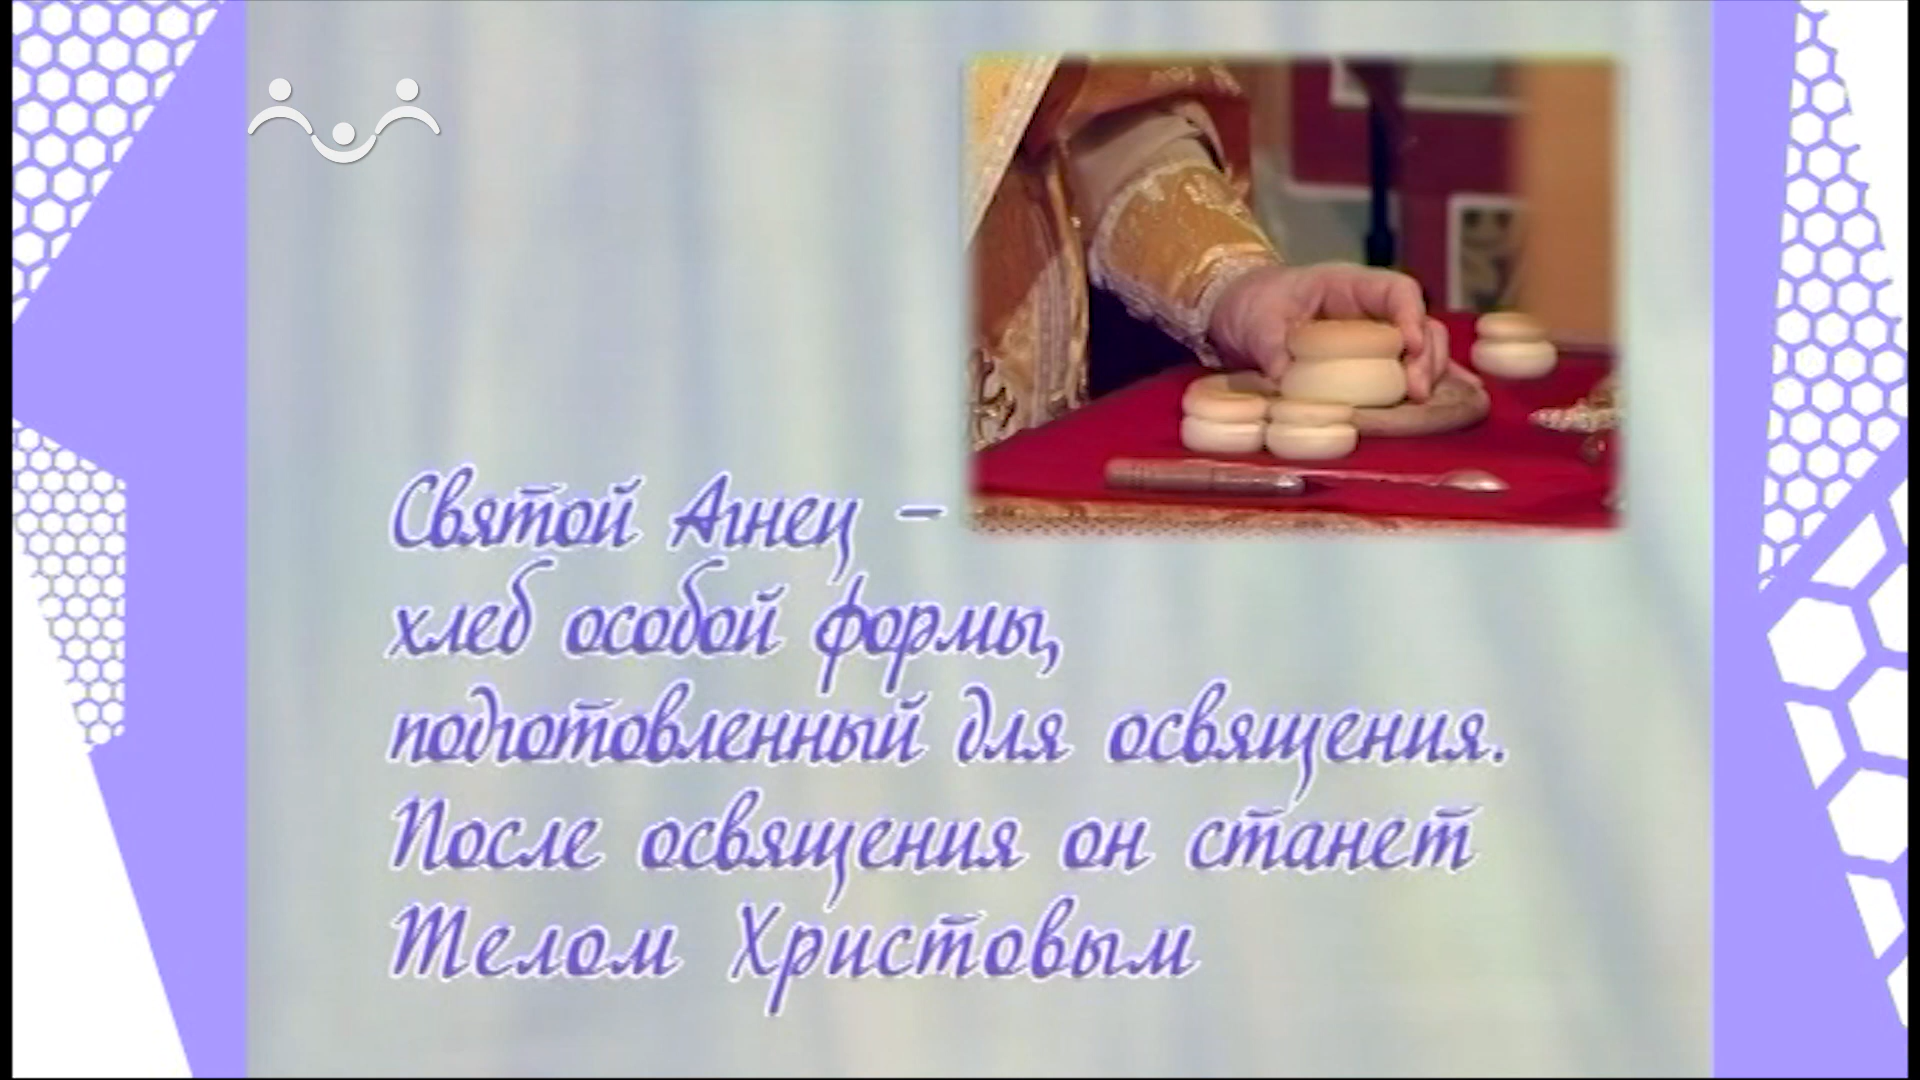 Святой Агнец –
хлеб особой формы,
подготовленный для освящения.
После освящения он станет
Телом Христовым